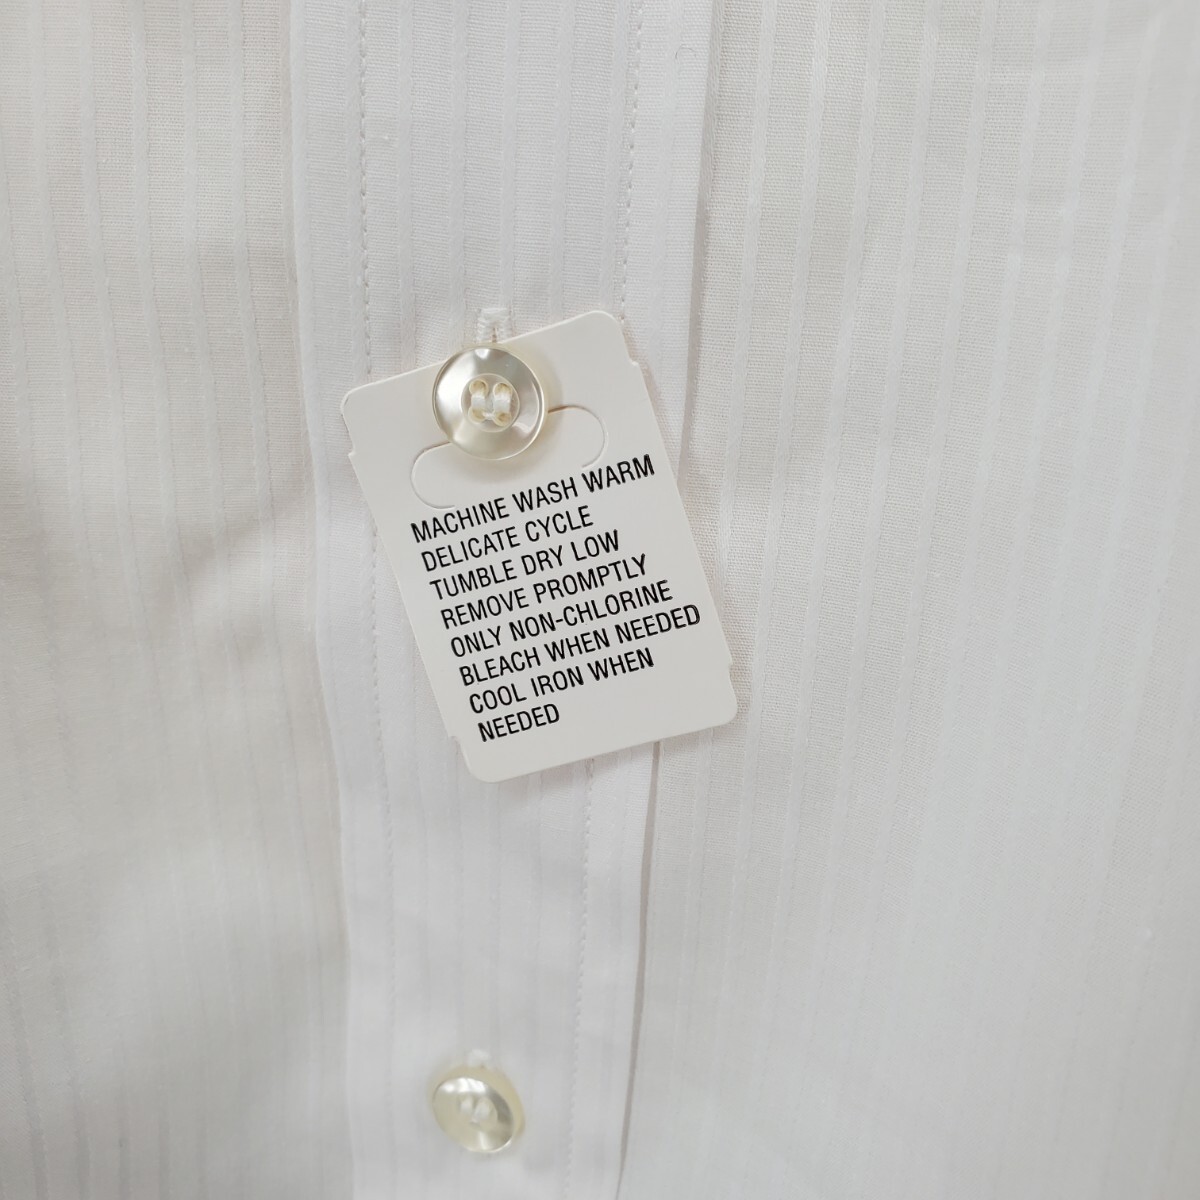 MACHINE WASH WARM
DELICATE CYCLE
TUMBLE DRY LOW
REMOVE PROMPTLY
ONLY NON-CHLORINE
BLEACH WHEN NEEDED
COOL IRON WHEN
NEEDED